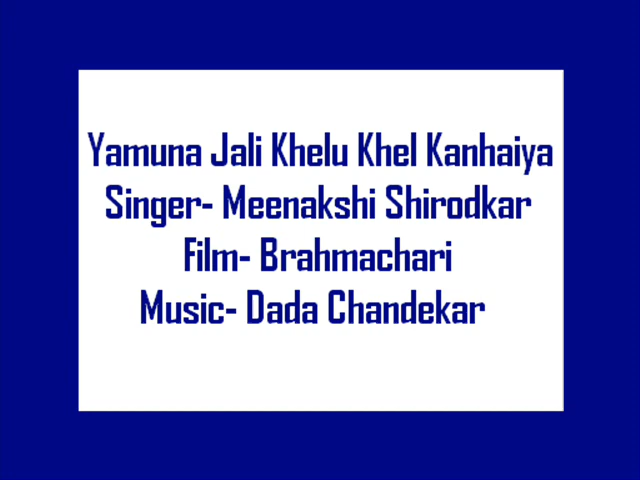 Yamuna Jali Khelu Khel Kanhaiya
Singer- Meenakshi Shirodkar
Film- Brahmachari
Music- Dada Chandekar